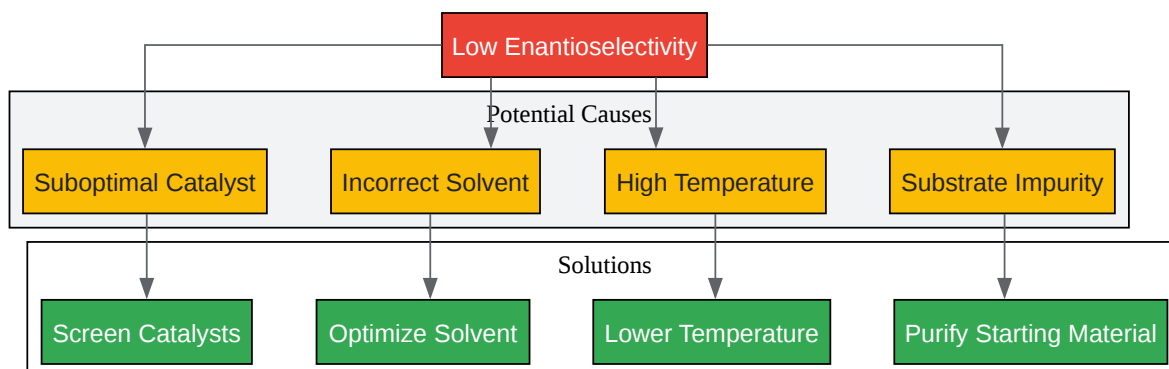 Low Enantioselectivity
Potential Causes
Suboptimal Catalyst
Incorrect Solvent
High Temperature
Substrate Impurity
Solutions
Screen Catalysts
Optimize Solvent
Lower Temperature
Purify Starting Material